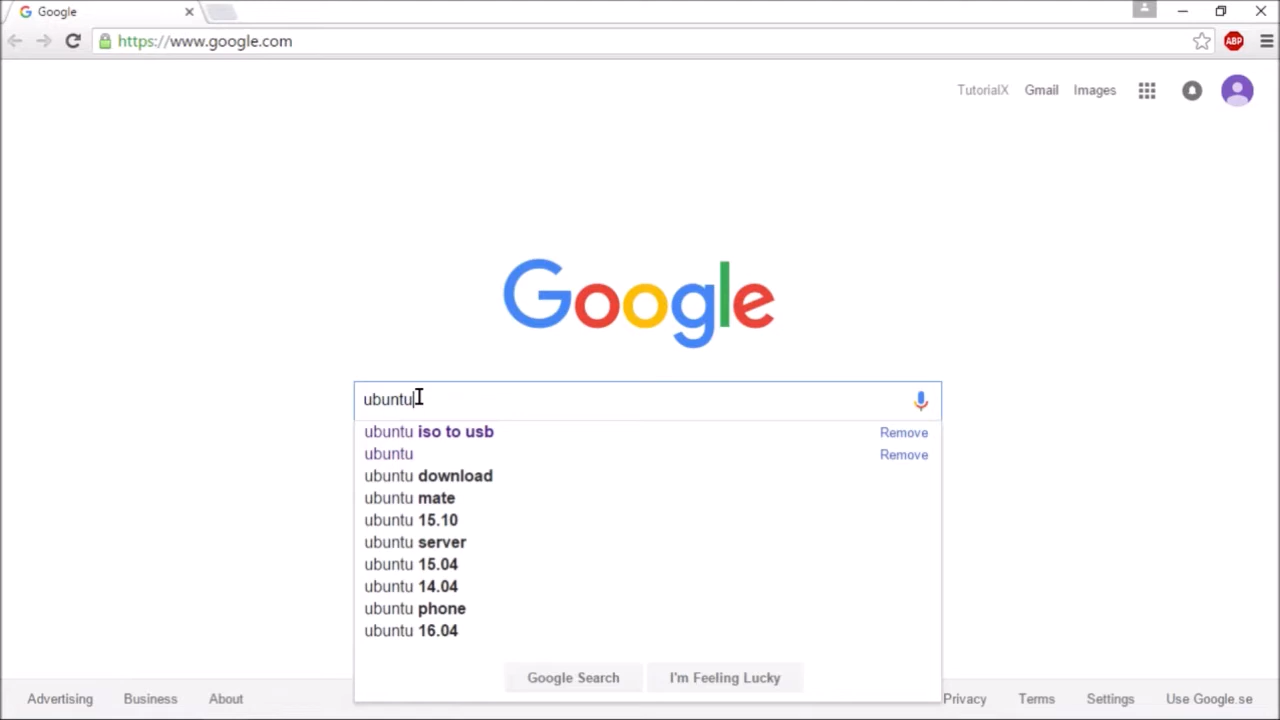 Google
https://www.google.com
ABP
TutorialX Gmail Images
Google
ubuntu
ubuntu iso to usb Remove
ubuntu Remove
ubuntu download
ubuntu mate
ubuntu 15.10
ubuntu server
ubuntu 15.04
ubuntu 14.04
ubuntu phone
ubuntu 16.04
Google Search I'm Feeling Lucky
Advertising Business About Privacy Terms Settings Use Google.se